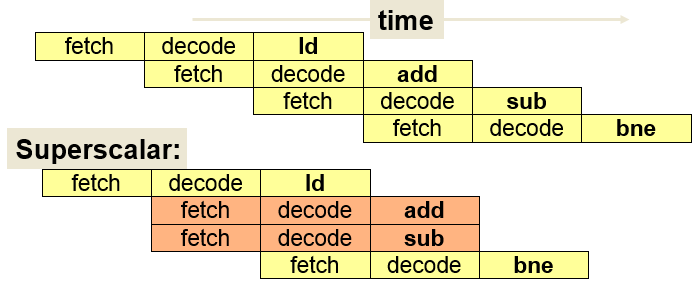 time
fetch decode ld
fetch decode add
fetch decode sub
fetch decode bne
Superscalar:
fetch decode ld
fetch decode add
fetch decode sub
fetch decode bne